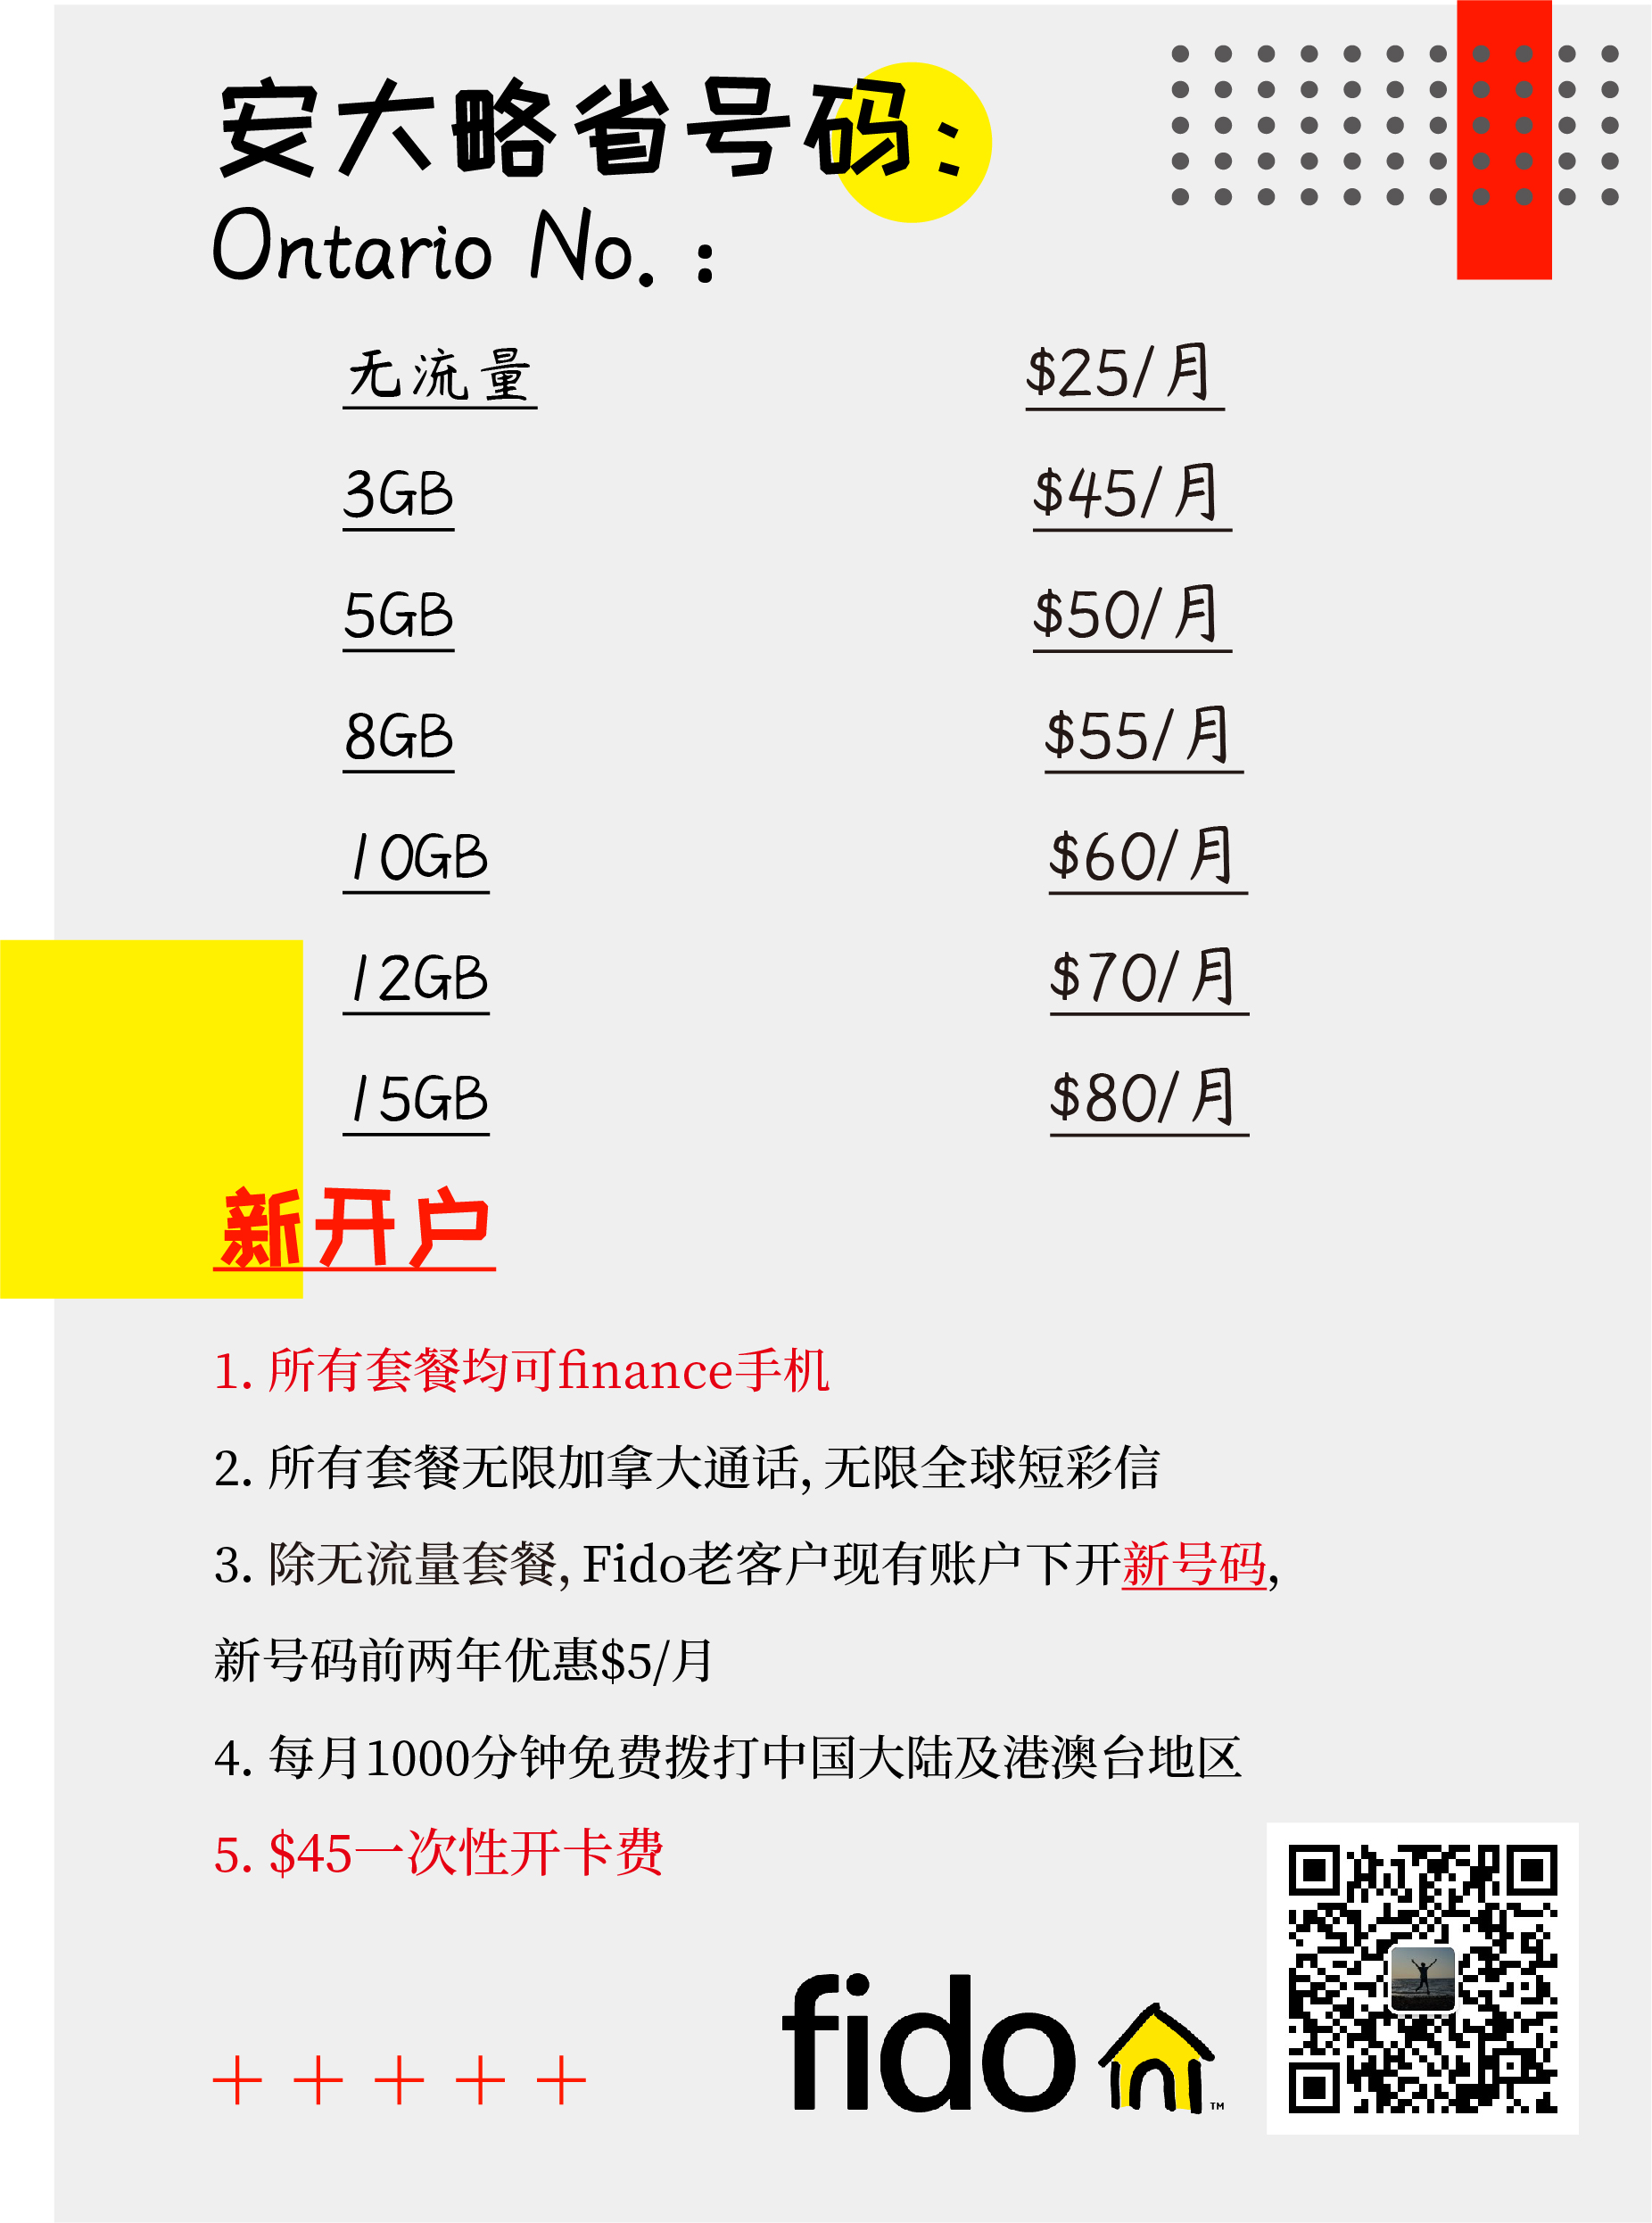 安大略省号码：
Ontario No. :
无流量 $25/月
3GB $45/月
5GB $50/月
8GB $55/月
10GB $60/月
12GB $70/月
15GB $80/月
新开户
1. 所有套餐均可finance手机
2. 所有套餐无限加拿大通话, 无限全球短彩信
3. 除无流量套餐, Fido老客户现有账户下开新号码,
新号码前两年优惠$5/月
4. 每月1000分钟免费拨打中国大陆及港澳台地区
5. $45一次性开卡费
fido ™